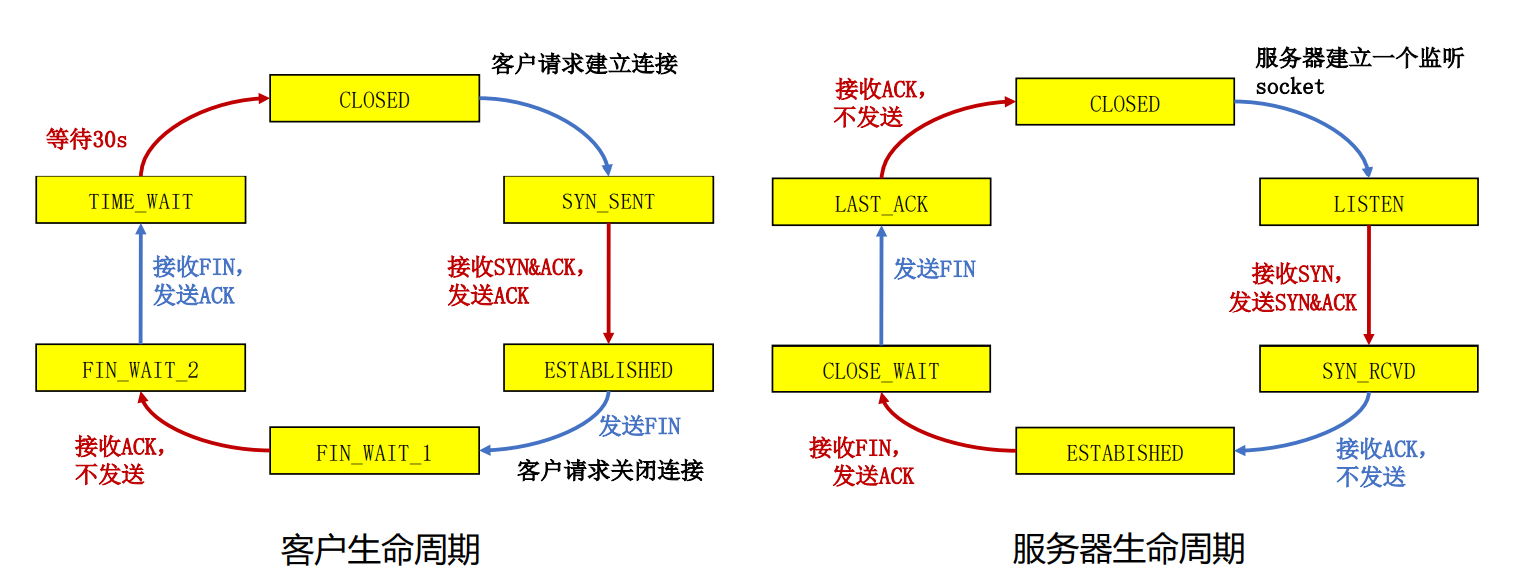 客户请求建立连接
CLOSED
等待30s
TIME_WAIT
SYN_SENT
接收FIN,
发送ACK
接收SYN&ACK,
发送ACK
FIN_WAIT_2
ESTABLISHED
发送FIN
接收ACK,
不发送
FIN_WAIT_1
客户请求关闭连接
客户生命周期
服务器建立一个监听
socket
接收ACK,
不发送
CLOSED
LAST_ACK
LISTEN
发送FIN
接收SYN,
发送SYN&ACK
CLOSE_WAIT
SYN_RCVD
接收FIN,
发送ACK
ESTABISHED
接收ACK,
不发送
服务器生命周期